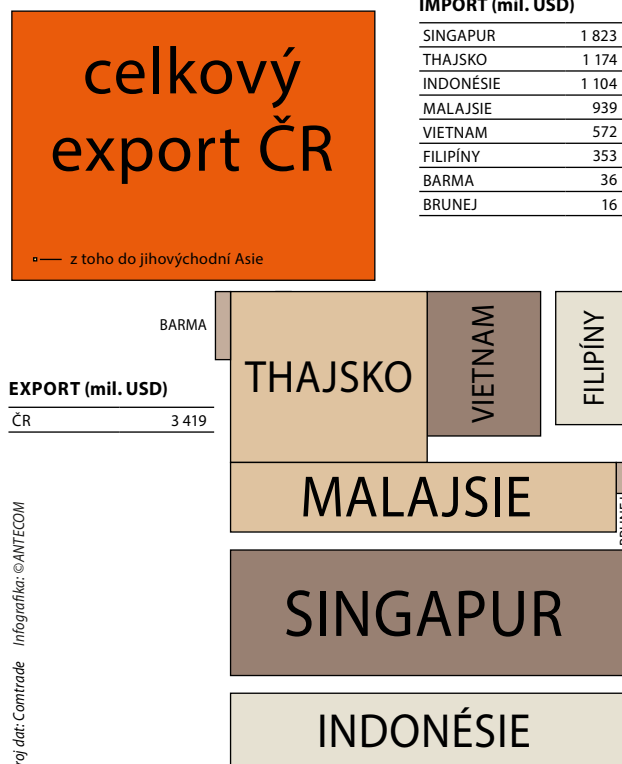 IMPORT (mil. USD)
SINGAPUR 1 823
THAJSKO 1 174
INDONÉSIE 1 104
MALAJSIE 939
VIETNAM 572
FILIPÍNY 353
BARMA 36
BRUNEJ 16
celkový
export ČR
z toho do jihovýchodní Asie
BARMA
THAJSKO
VIETNAM
FILIPÍNY
EXPORT (mil. USD)
ČR 3 419
MALAJSIE
SINGAPUR
INDONÉSIE
dat: Comtrade Infografika: ©ANTECOM